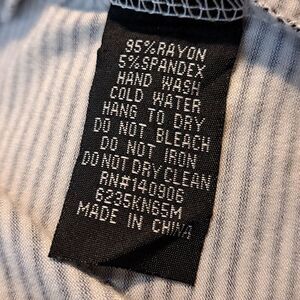 95%RAYON
5%SPANDEX
HAND WASH
COLD WATER
HANG TO DRY
DO NOT BLEACH
DO NOT IRON
DO NOT DRY CLEAN
RN#140906
6235KN65M
MADE IN CHINA